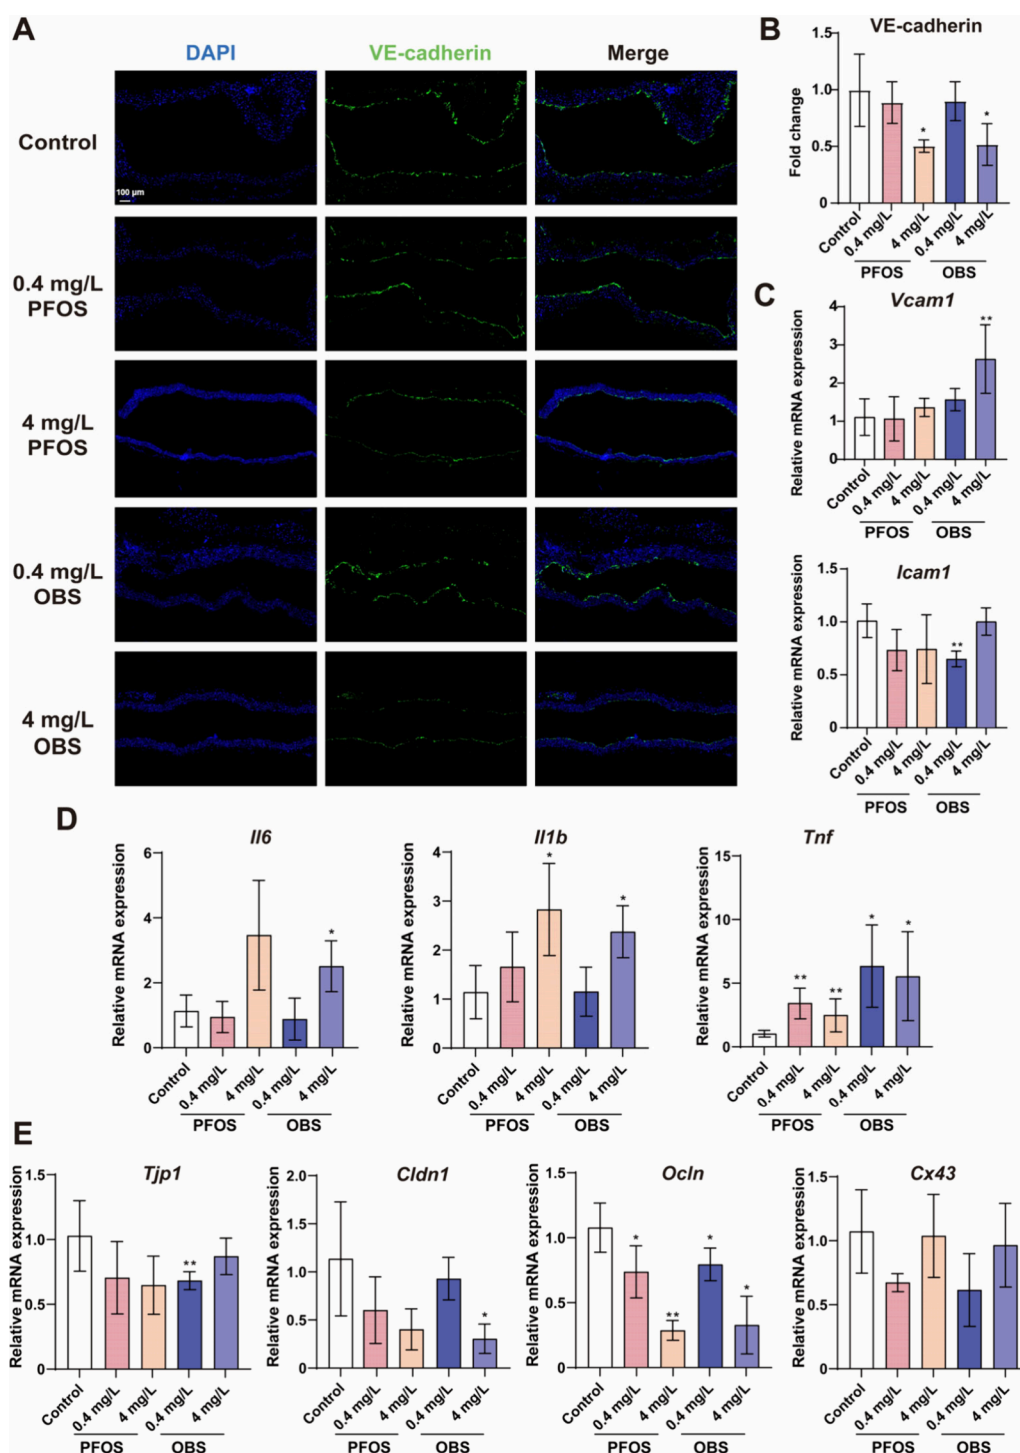 A
DAPI
VE-cadherin
Merge
Control
100 µm
0.4 mg/L
PFOS
4 mg/L
PFOS
0.4 mg/L
OBS
4 mg/L
OBS
B
VE-cadherin
Fold change
1.5
1.0
0.5
0
*
*
Control
0.4 mg/L
4 mg/L
0.4 mg/L
4 mg/L
PFOS
OBS
C
Vcam1
Relative mRNA expression
4
3
2
1
0
**
Control
0.4 mg/L
4 mg/L
0.4 mg/L
4 mg/L
PFOS
OBS
Icam1
Relative mRNA expression
1.5
1.0
0.5
0
**
Control
0.4 mg/L
4 mg/L
0.4 mg/L
4 mg/L
PFOS
OBS
D
Il6
Relative mRNA expression
6
4
2
0
*
Control
0.4 mg/L
4 mg/L
0.4 mg/L
4 mg/L
PFOS
OBS
Il1b
Relative mRNA expression
4
3
2
1
0
*
*
Control
0.4 mg/L
4 mg/L
0.4 mg/L
4 mg/L
PFOS
OBS
Tnf
Relative mRNA expression
15
10
5
0
**
**
*
*
Control
0.4 mg/L
4 mg/L
0.4 mg/L
4 mg/L
PFOS
OBS
E
Tjp1
Relative mRNA expression
1.5
1.0
0.5
0
**
Control
0.4 mg/L
4 mg/L
0.4 mg/L
4 mg/L
PFOS
OBS
Cldn1
Relative mRNA expression
2.0
1.5
1.0
0.5
0
*
Control
0.4 mg/L
4 mg/L
0.4 mg/L
4 mg/L
PFOS
OBS
Ocln
Relative mRNA expression
1.5
1.0
0.5
0
*
**
*
*
Control
0.4 mg/L
4 mg/L
0.4 mg/L
4 mg/L
PFOS
OBS
Cx43
Relative mRNA expression
1.5
1.0
0.5
0
Control
0.4 mg/L
4 mg/L
0.4 mg/L
4 mg/L
PFOS
OBS